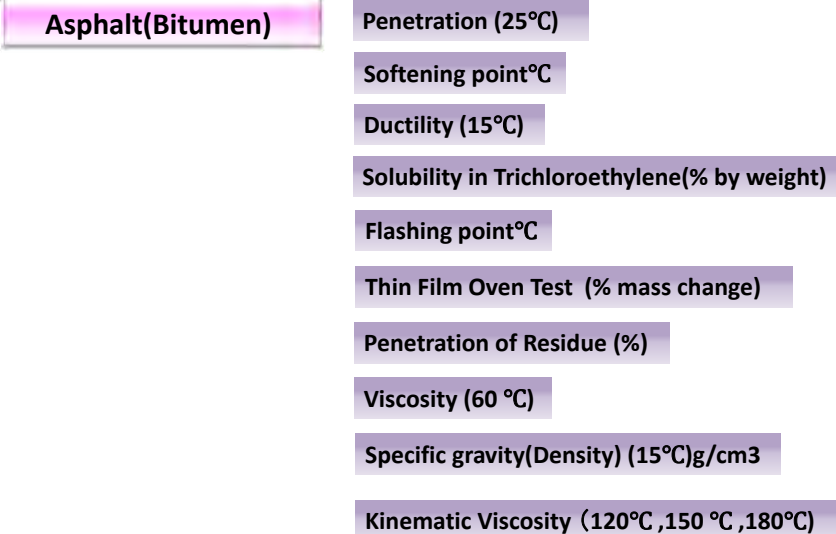 Asphalt(Bitumen)
Penetration (25℃)
Softening point℃
Ductility (15℃)
Solubility in Trichloroethylene(% by weight)
Flashing point℃
Thin Film Oven Test  (% mass change)
Penetration of Residue (%)
Viscosity (60 ℃)
Specific gravity(Density) (15℃)g/cm3
Kinematic Viscosity（120℃ ,150 ℃ ,180℃)